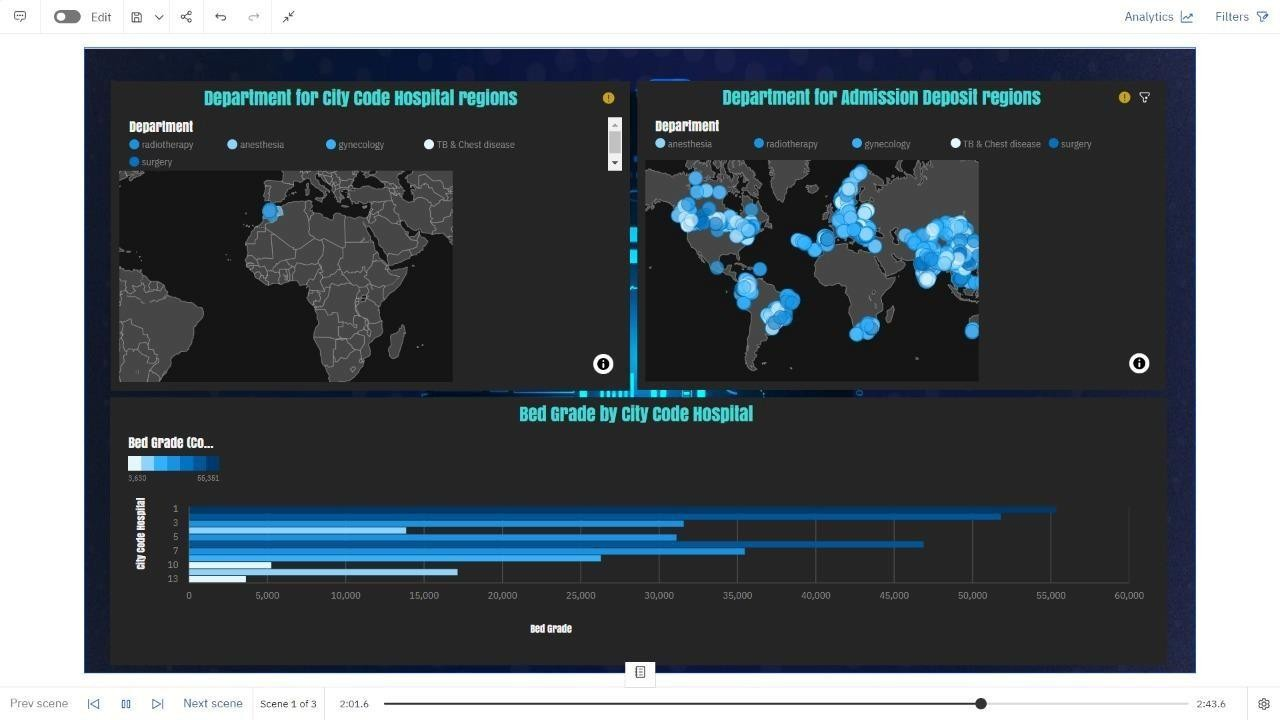 Edit
Analytics
Filters
Department for City Code Hospital regions
Department
radiotherapy
anesthesia
gynecology
TB & Chest disease
surgery
Department for Admission Deposit regions
Department
anesthesia
radiotherapy
gynecology
TB & Chest disease
surgery
Bed Grade by City Code Hospital
Bed Grade (Co...
3,630
55,351
City Code Hospital
1
3
5
7
10
13
0
5,000
10,000
15,000
20,000
25,000
30,000
35,000
40,000
45,000
50,000
55,000
60,000
Bed Grade
Prev scene
Next scene
Scene 1 of 3
2:01.6
2:43.6